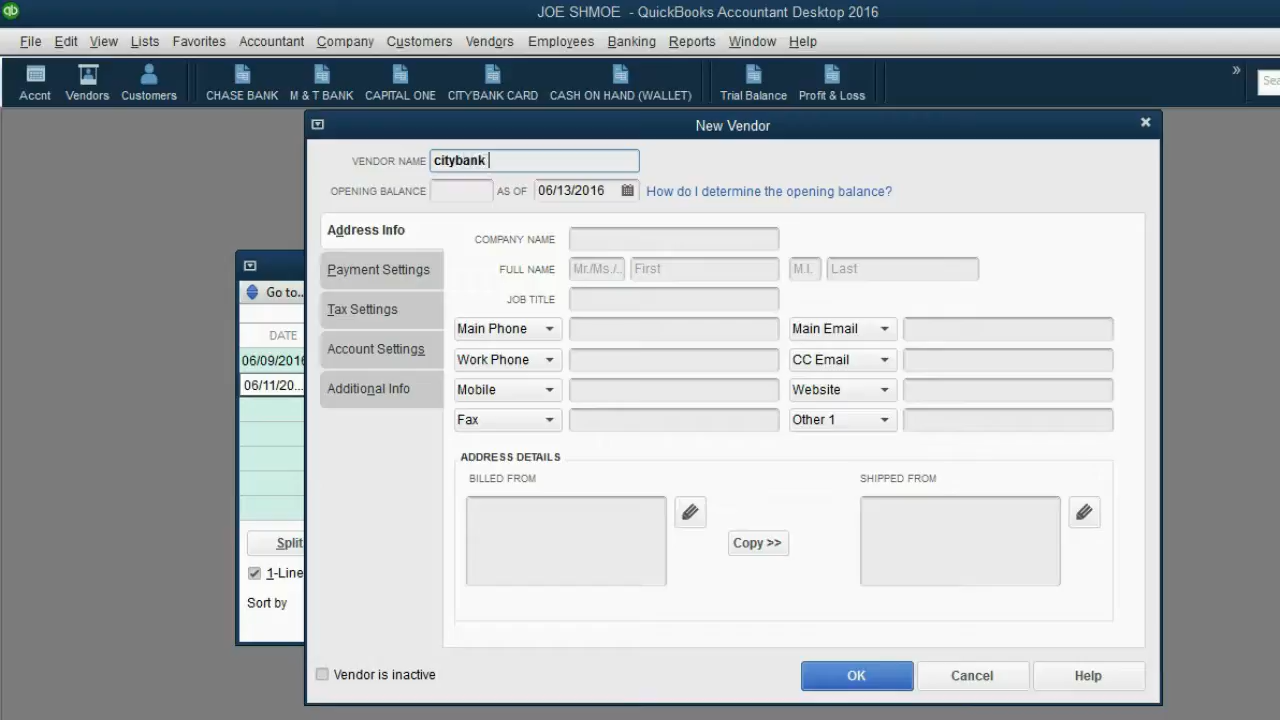 qb
JOE SHMOE - QuickBooks Accountant Desktop 2016
File Edit View Lists Favorites Accountant Company Customers Vendors Employees Banking Reports Window Help
Accnt Vendors Customers CHASE BANK M & T BANK CAPITAL ONE CITYBANK CARD CASH ON HAND (WALLET) Trial Balance Profit & Loss
»
New Vendor
VENDOR NAME citybank
OPENING BALANCE AS OF 06/13/2016 How do I determine the opening balance?
Address Info
Payment Settings
Tax Settings
Account Settings
Additional Info
COMPANY NAME
FULL NAME Mr./Ms./.. First M.I. Last
JOB TITLE
Main Phone Main Email
Work Phone CC Email
Mobile Website
Fax Other 1
ADDRESS DETAILS
BILLED FROM SHIPPED FROM
Copy >>
Vendor is inactive
OK Cancel Help
Go to..
DATE
06/09/2016
06/11/20...
Split
1-Line
Sort by